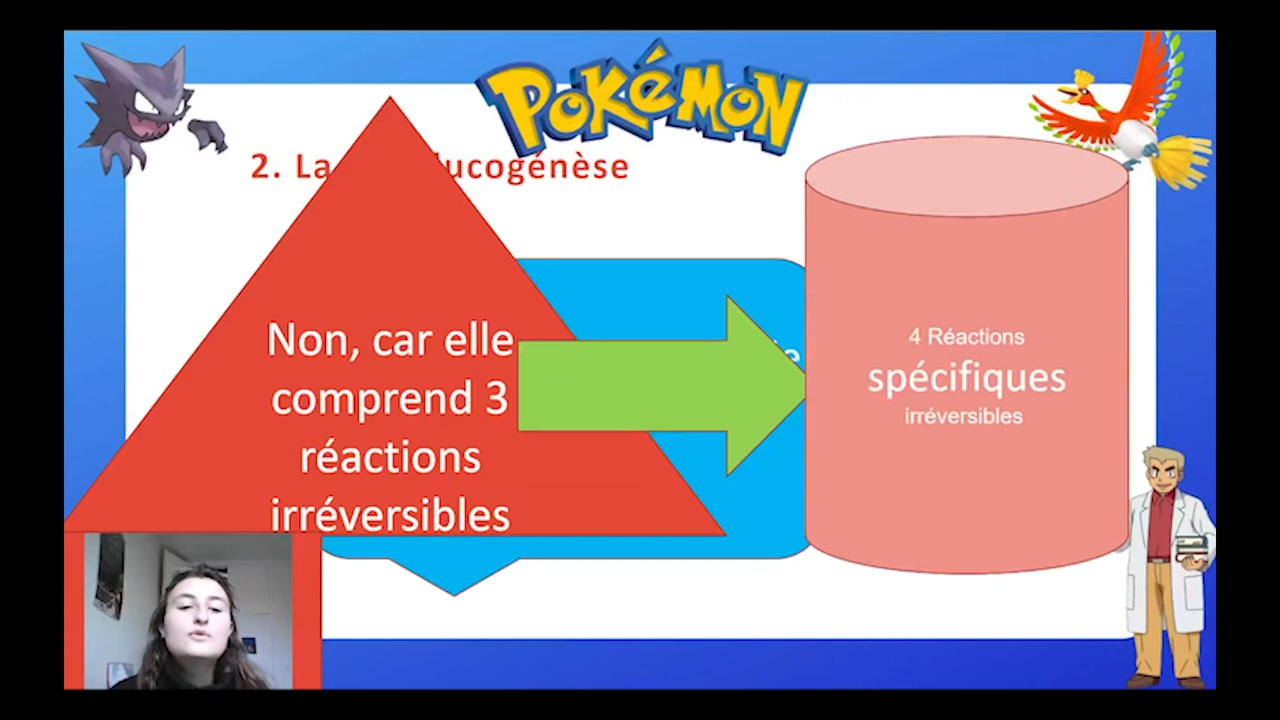 POKéMON
2. La
ucogénèse
Non, car elle
comprend 3
réactions
irréversibles
4 Réactions
spécifiques
irréversibles